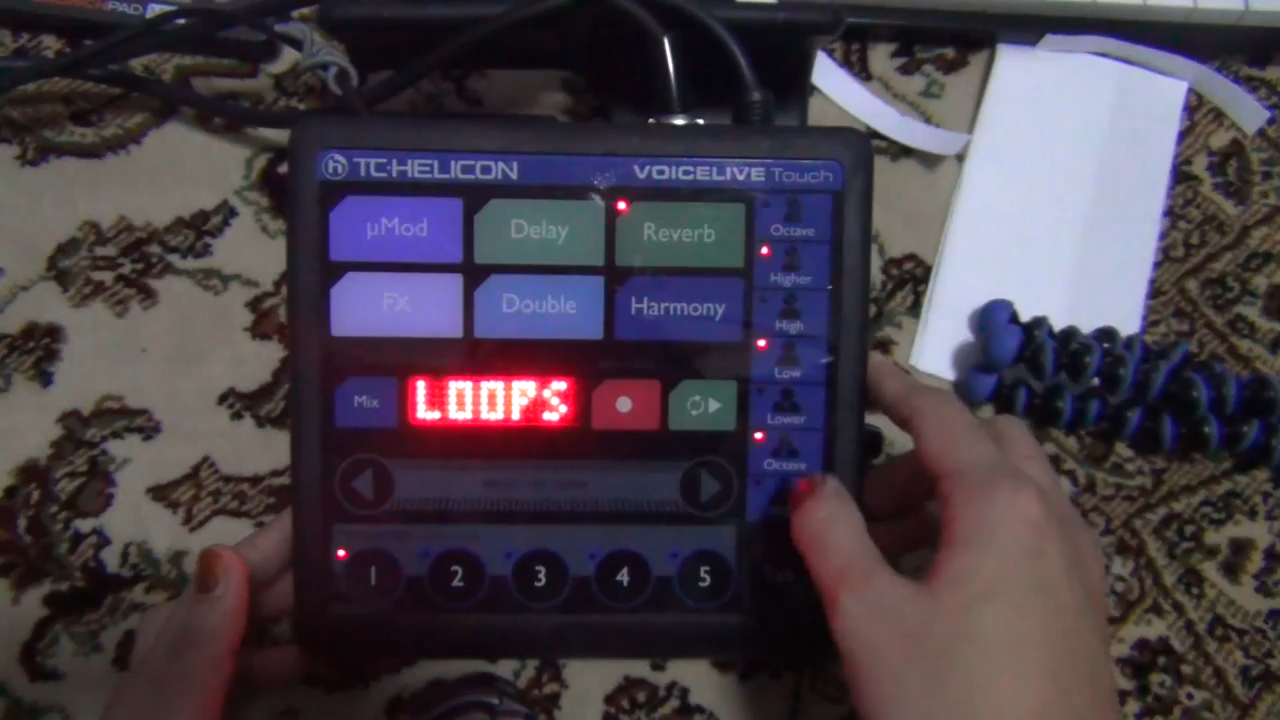 PAD
TC·HELICON VOICELIVE Touch
µMod Delay Reverb
Octave
Higher
FX Double Harmony
High
Low
Mix LOOPS
Lower
Octave
1 2 3 4 5